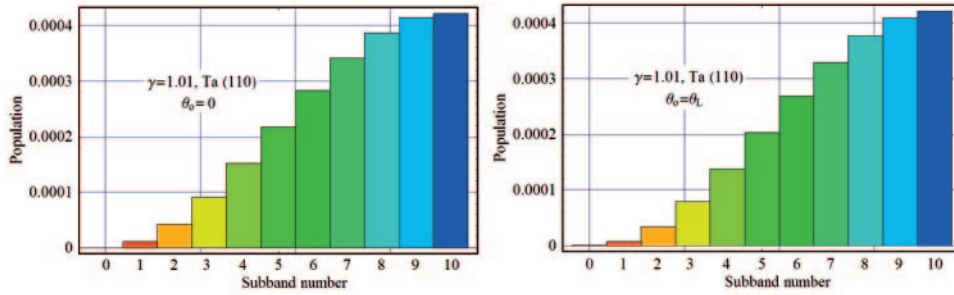 0.0004
0.0003
0.0002
0.0001
0
Population
γ=1.01, Ta (110)
θ₀= 0
0 1 2 3 4 5 6 7 8 9 10
Subband number
0.0004
0.0003
0.0002
0.0001
0
Population
γ=1.01, Ta (110)
θ₀=θL
0 1 2 3 4 5 6 7 8 9 10
Subband number